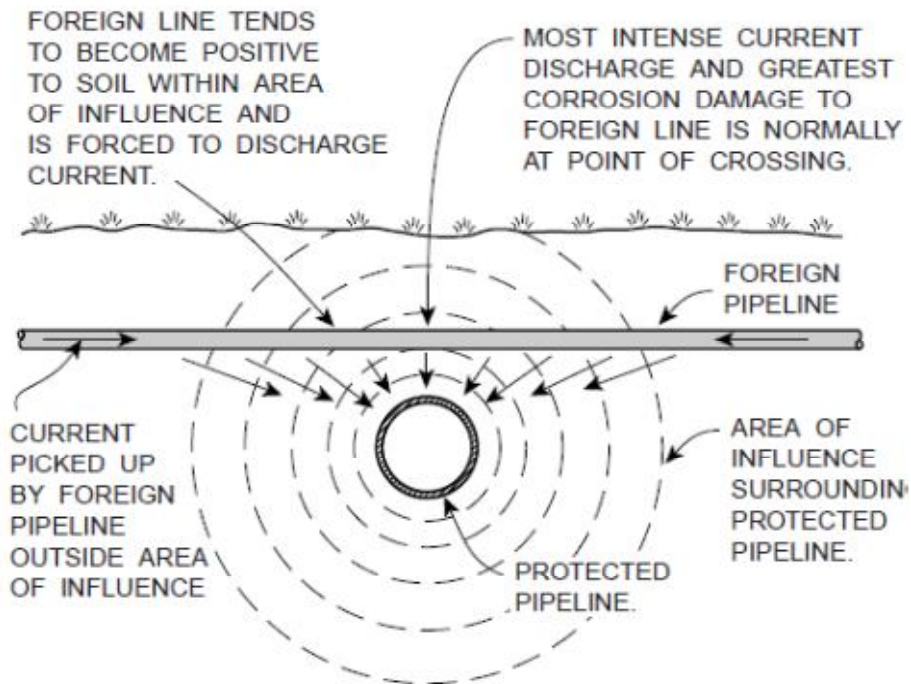 FOREIGN LINE TENDS
TO BECOME POSITIVE
TO SOIL WITHIN AREA
OF INFLUENCE AND
IS FORCED TO DISCHARGE
CURRENT.
MOST INTENSE CURRENT
DISCHARGE AND GREATEST
CORROSION DAMAGE TO
FOREIGN LINE IS NORMALLY
AT POINT OF CROSSING.
FOREIGN
PIPELINE
CURRENT
PICKED UP
BY FOREIGN
PIPELINE
OUTSIDE AREA
OF INFLUENCE
AREA OF
INFLUENCE
SURROUNDIN
PROTECTED
PIPELINE.
PROTECTED
PIPELINE.